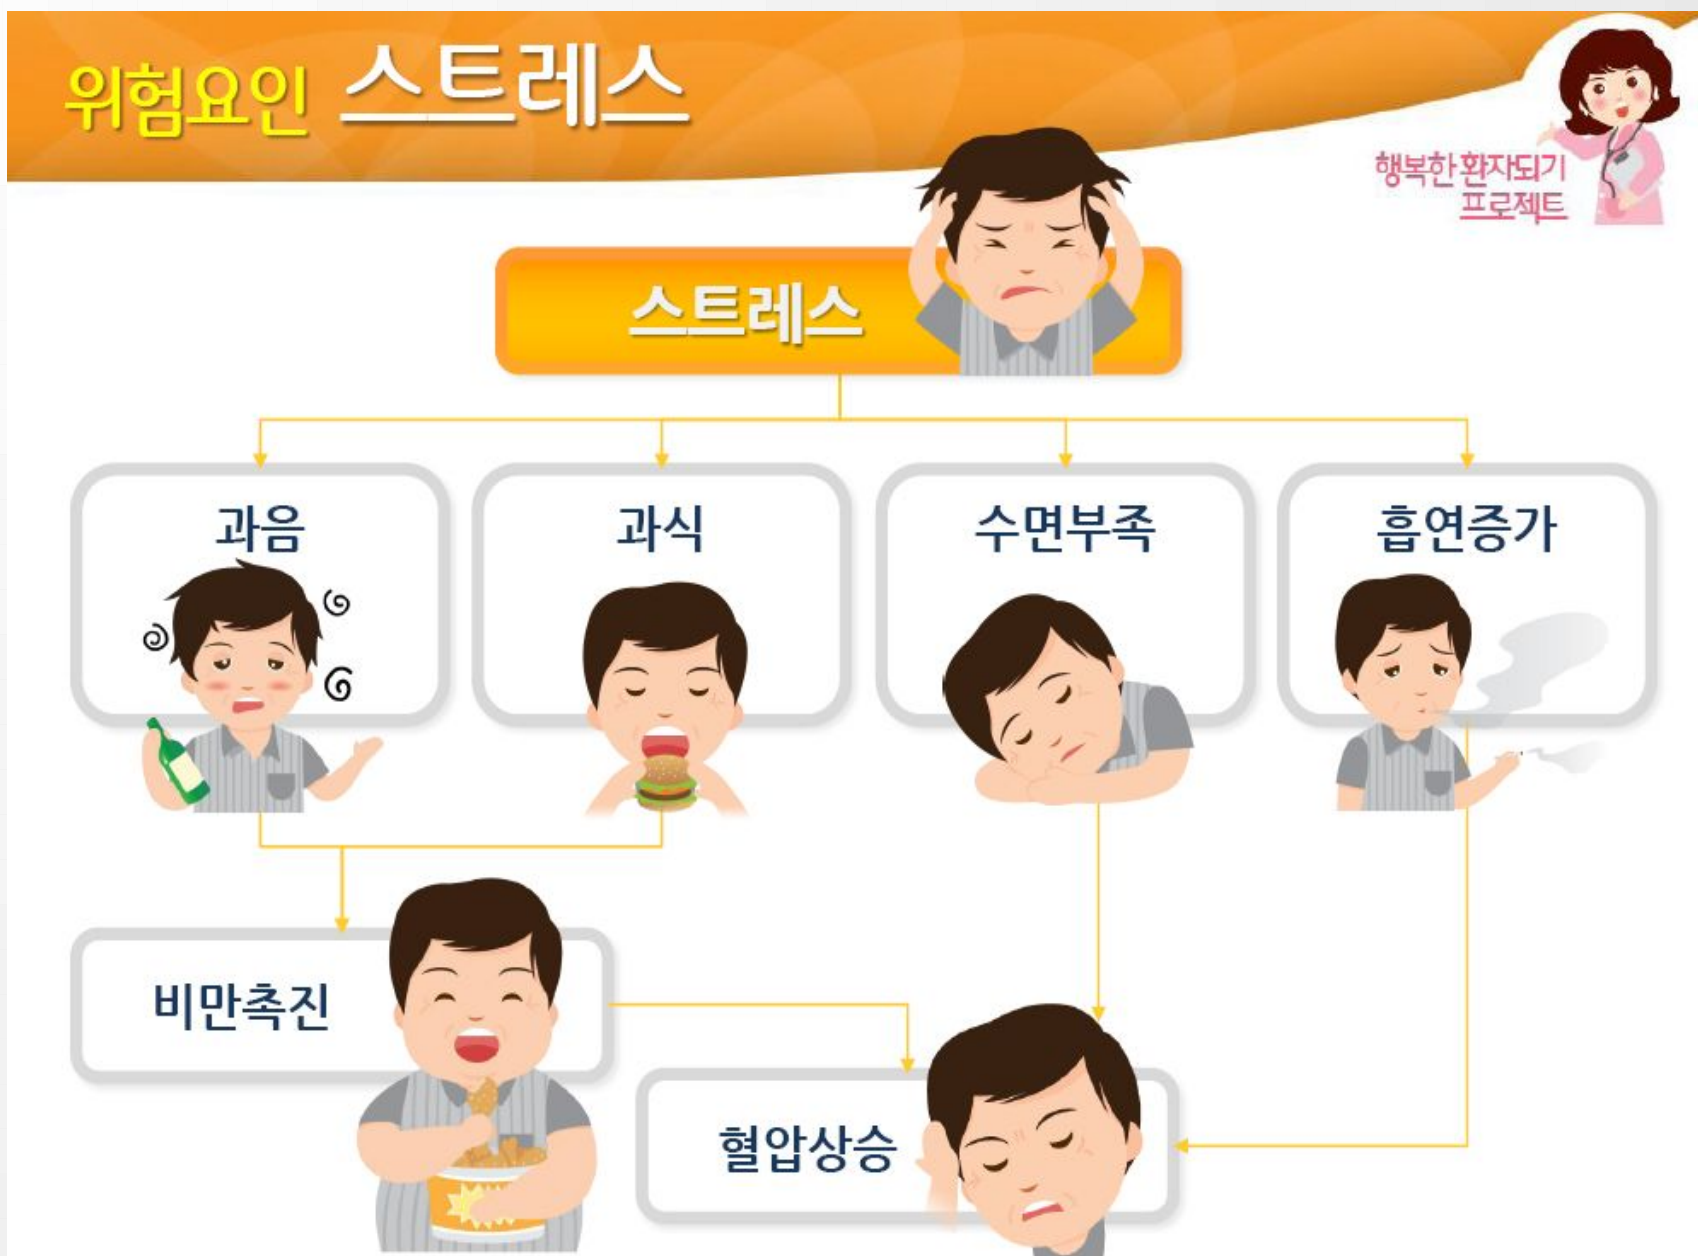 위험요인 스트레스
행복한 환자되기
프로젝트
스트레스
과음
과식
수면부족
흡연증가
비만촉진
혈압상승